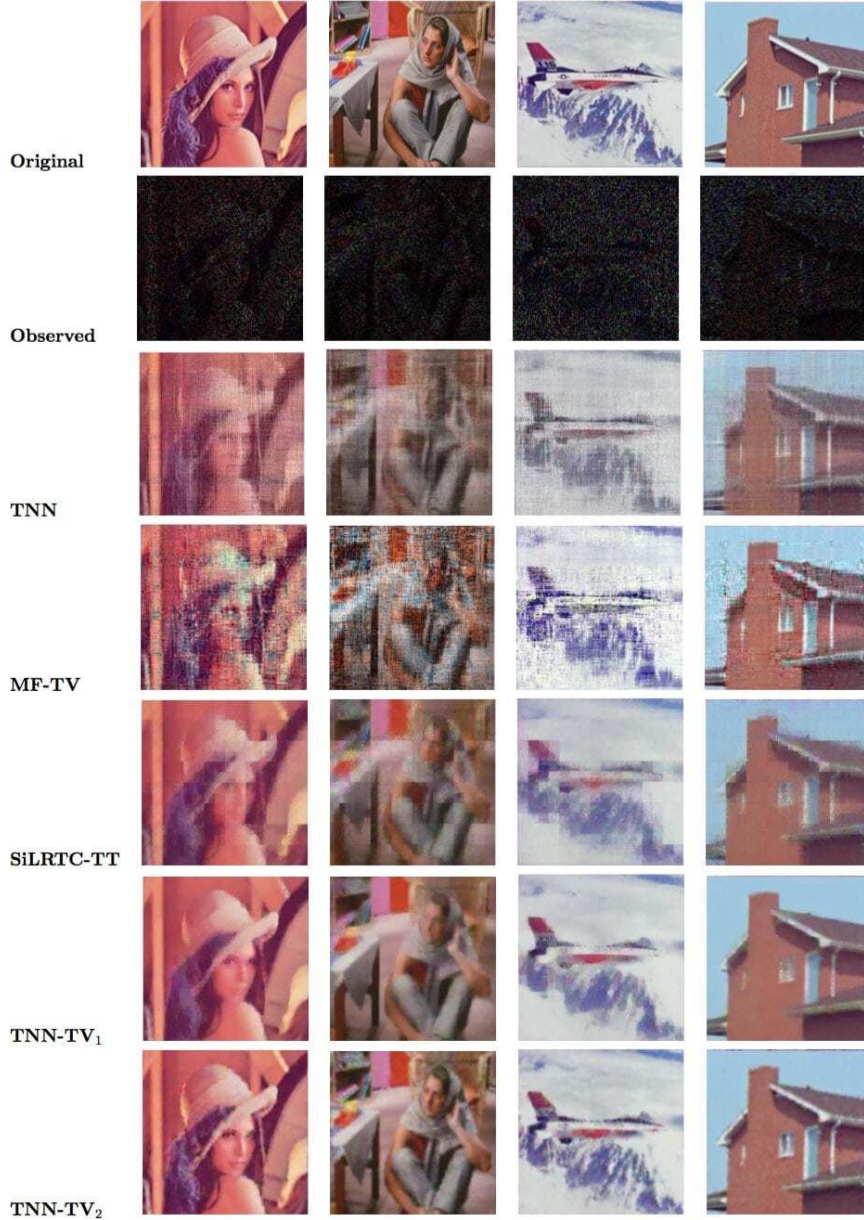 Original
Observed
TNN
MF-TV
SiLRTC-TT
TNN-TV₁
TNN-TV₂